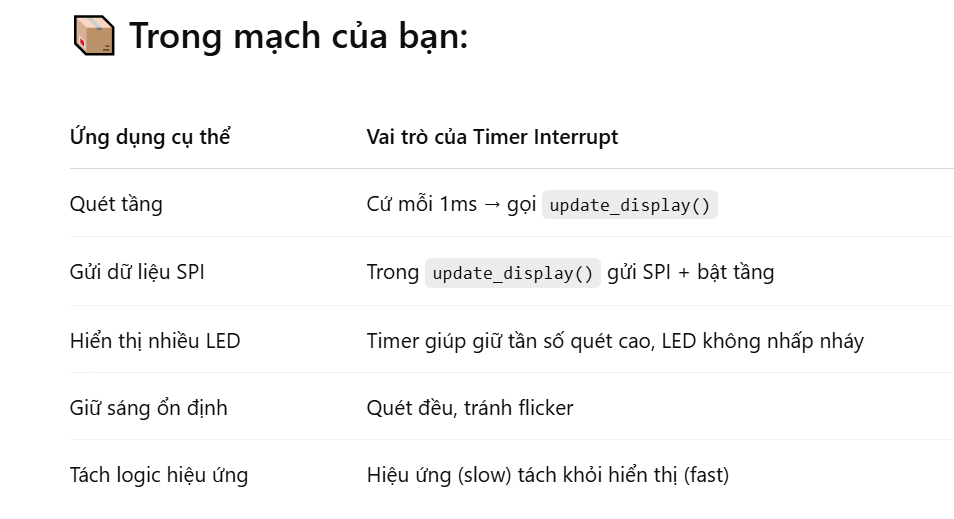 Trong mạch của bạn:
Ứng dụng cụ thể Vai trò của Timer Interrupt
Quét tầng Cứ mỗi 1ms → gọi update_display()
Gửi dữ liệu SPI Trong update_display() gửi SPI + bật tầng
Hiển thị nhiều LED Timer giúp giữ tần số quét cao, LED không nhấp nháy
Giữ sáng ổn định Quét đều, tránh flicker
Tách logic hiệu ứng Hiệu ứng (slow) tách khỏi hiển thị (fast)